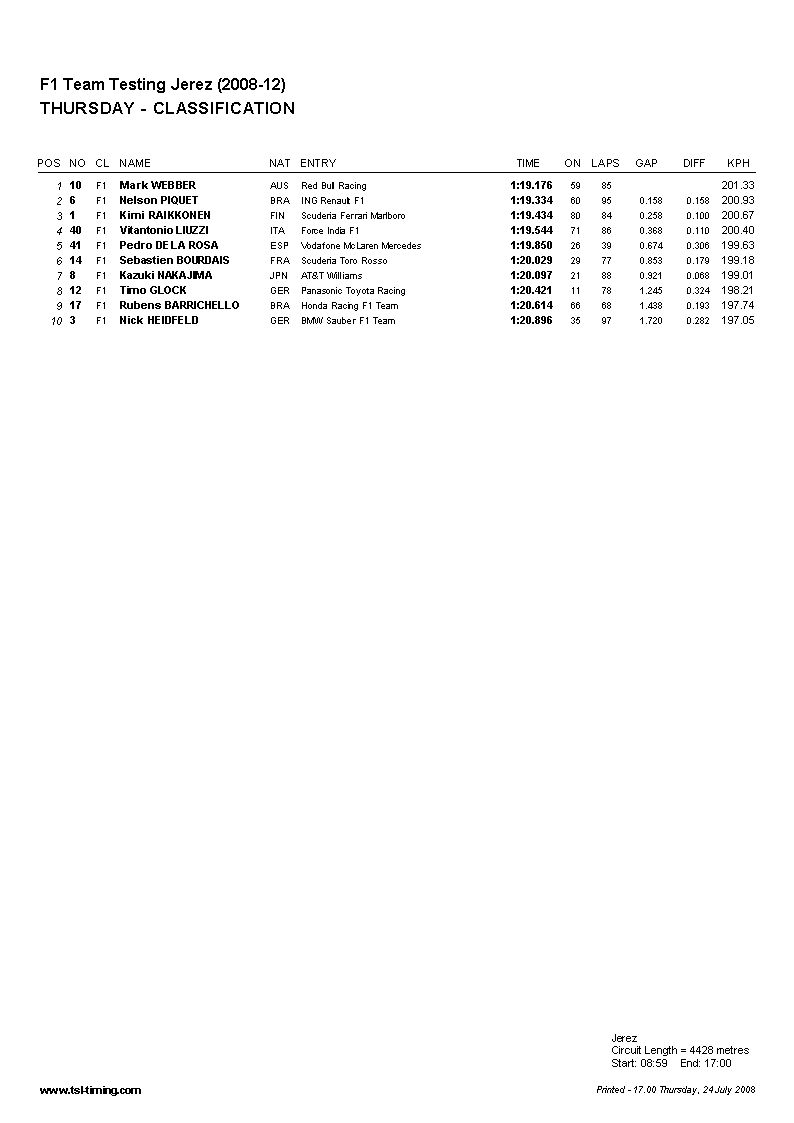 F1 Team Testing Jerez (2008-12)
THURSDAY - CLASSIFICATION
POS NO CL NAME NAT ENTRY TIME ON LAPS GAP DIFF KPH
1 10 F1 Mark WEBBER AUS Red Bull Racing 1:19.176 59 85 201.33
2 6 F1 Nelson PIQUET BRA ING Renault F1 1:19.334 60 95 0.158 0.158 200.93
3 1 F1 Kimi RAIKKONEN FIN Scuderia Ferrari Marlboro 1:19.434 80 84 0.258 0.100 200.67
4 40 F1 Vitantonio LIUZZI ITA Force India F1 1:19.544 71 86 0.368 0.110 200.40
5 41 F1 Pedro DE LA ROSA ESP Vodafone McLaren Mercedes 1:19.850 26 39 0.674 0.306 199.63
6 14 F1 Sebastien BOURDAIS FRA Scuderia Toro Rosso 1:20.029 29 77 0.853 0.179 199.18
7 8 F1 Kazuki NAKAJIMA JPN AT&T Williams 1:20.097 21 88 0.921 0.068 199.01
8 12 F1 Timo GLOCK GER Panasonic Toyota Racing 1:20.421 11 78 1.245 0.324 198.21
9 17 F1 Rubens BARRICHELLO BRA Honda Racing F1 Team 1:20.614 66 68 1.438 0.193 197.74
10 3 F1 Nick HEIDFELD GER BMW Sauber F1 Team 1:20.896 35 97 1.720 0.282 197.05
Jerez
Circuit Length = 4428 metres
Start: 08:59 End: 17:00
www.tsl-timing.com Printed - 17.00 Thursday, 24 July 2008